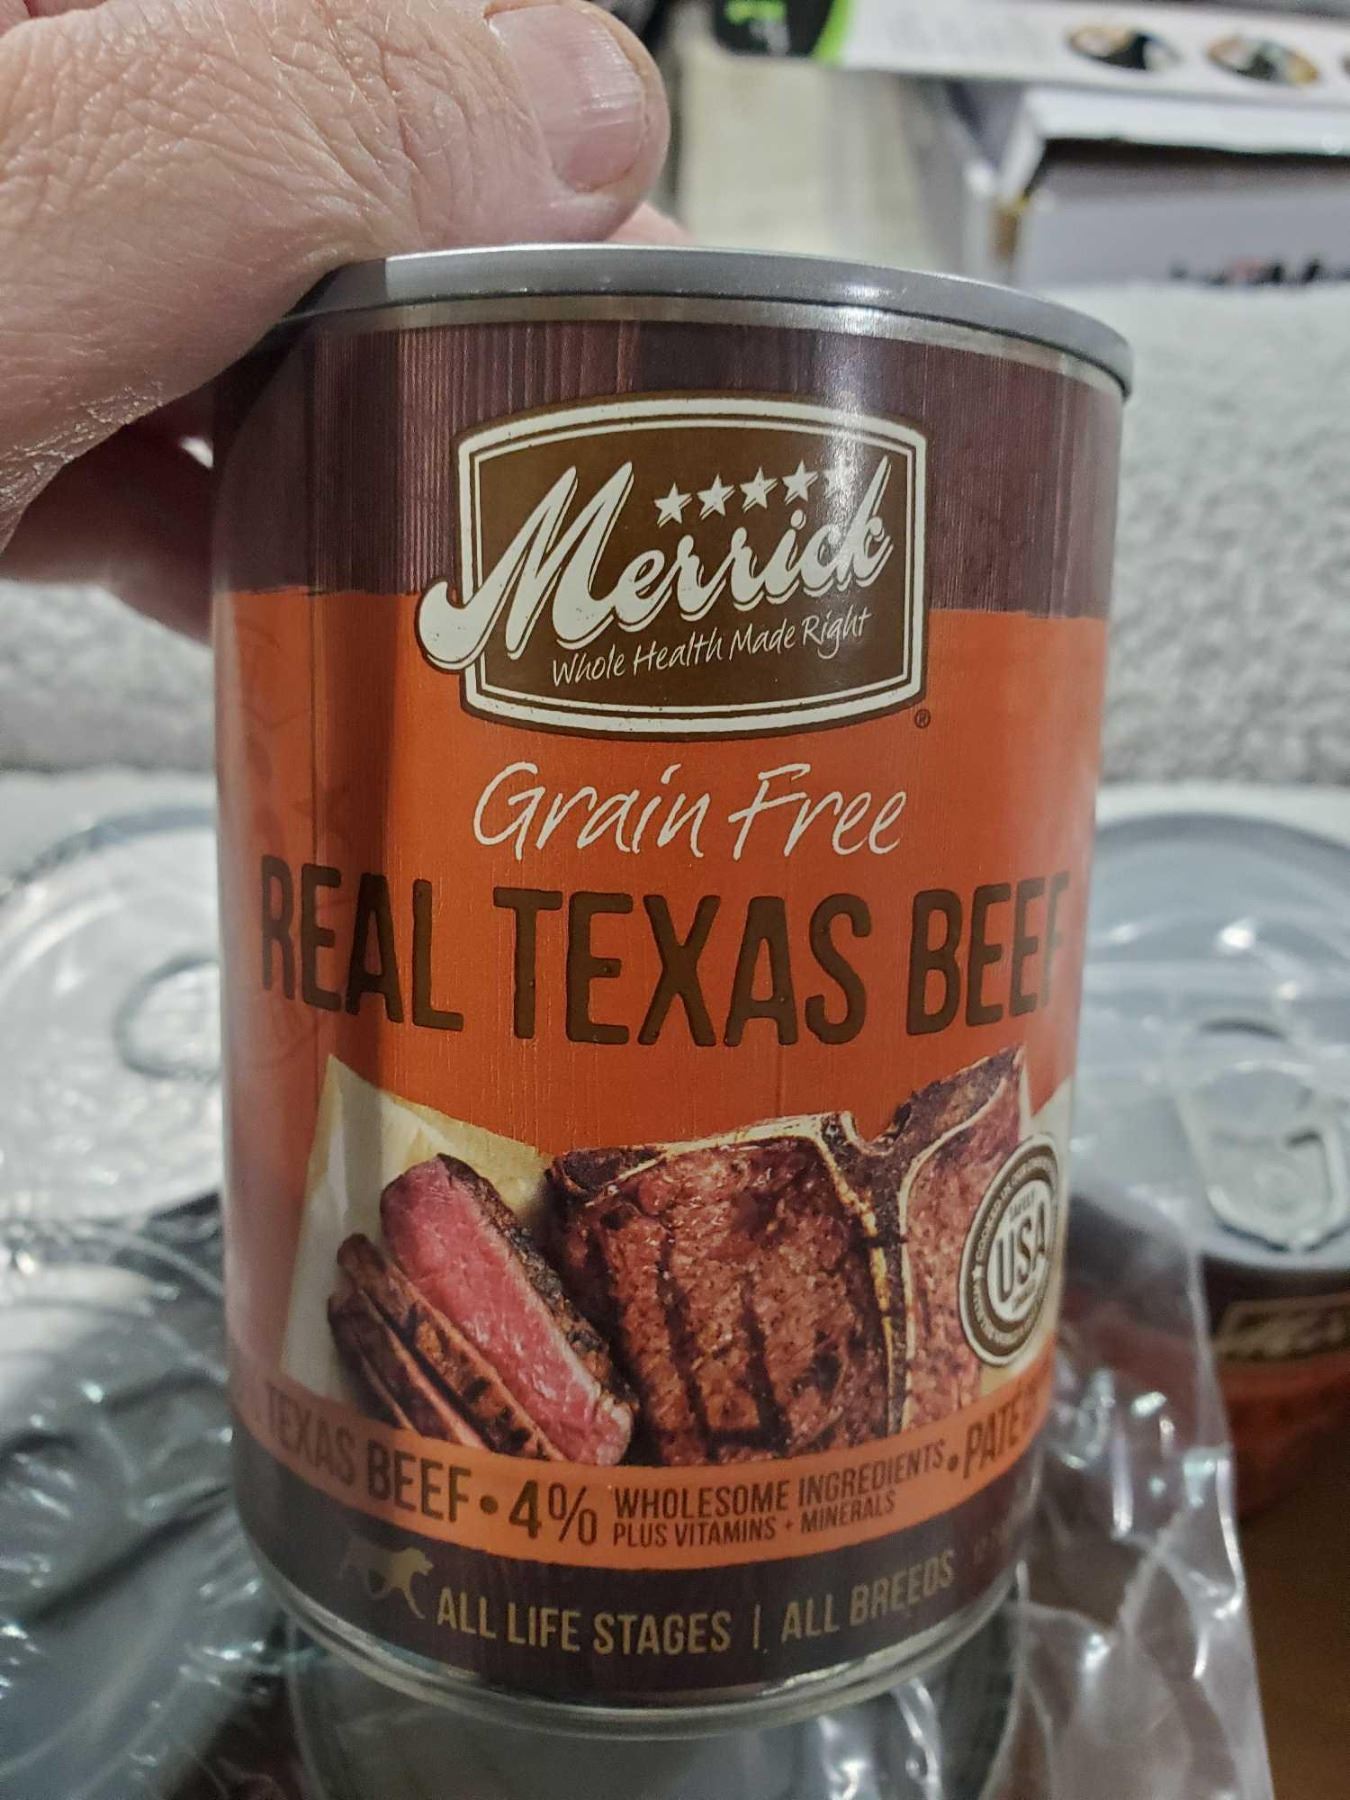 Merrick
Whole Health Made Right
®
Grain Free
REAL TEXAS BEEF
USA
TEXAS BEEF • 4% WHOLESOME INGREDIENTS • PATE
PLUS VITAMINS + MINERALS
ALL LIFE STAGES | ALL BREEDS